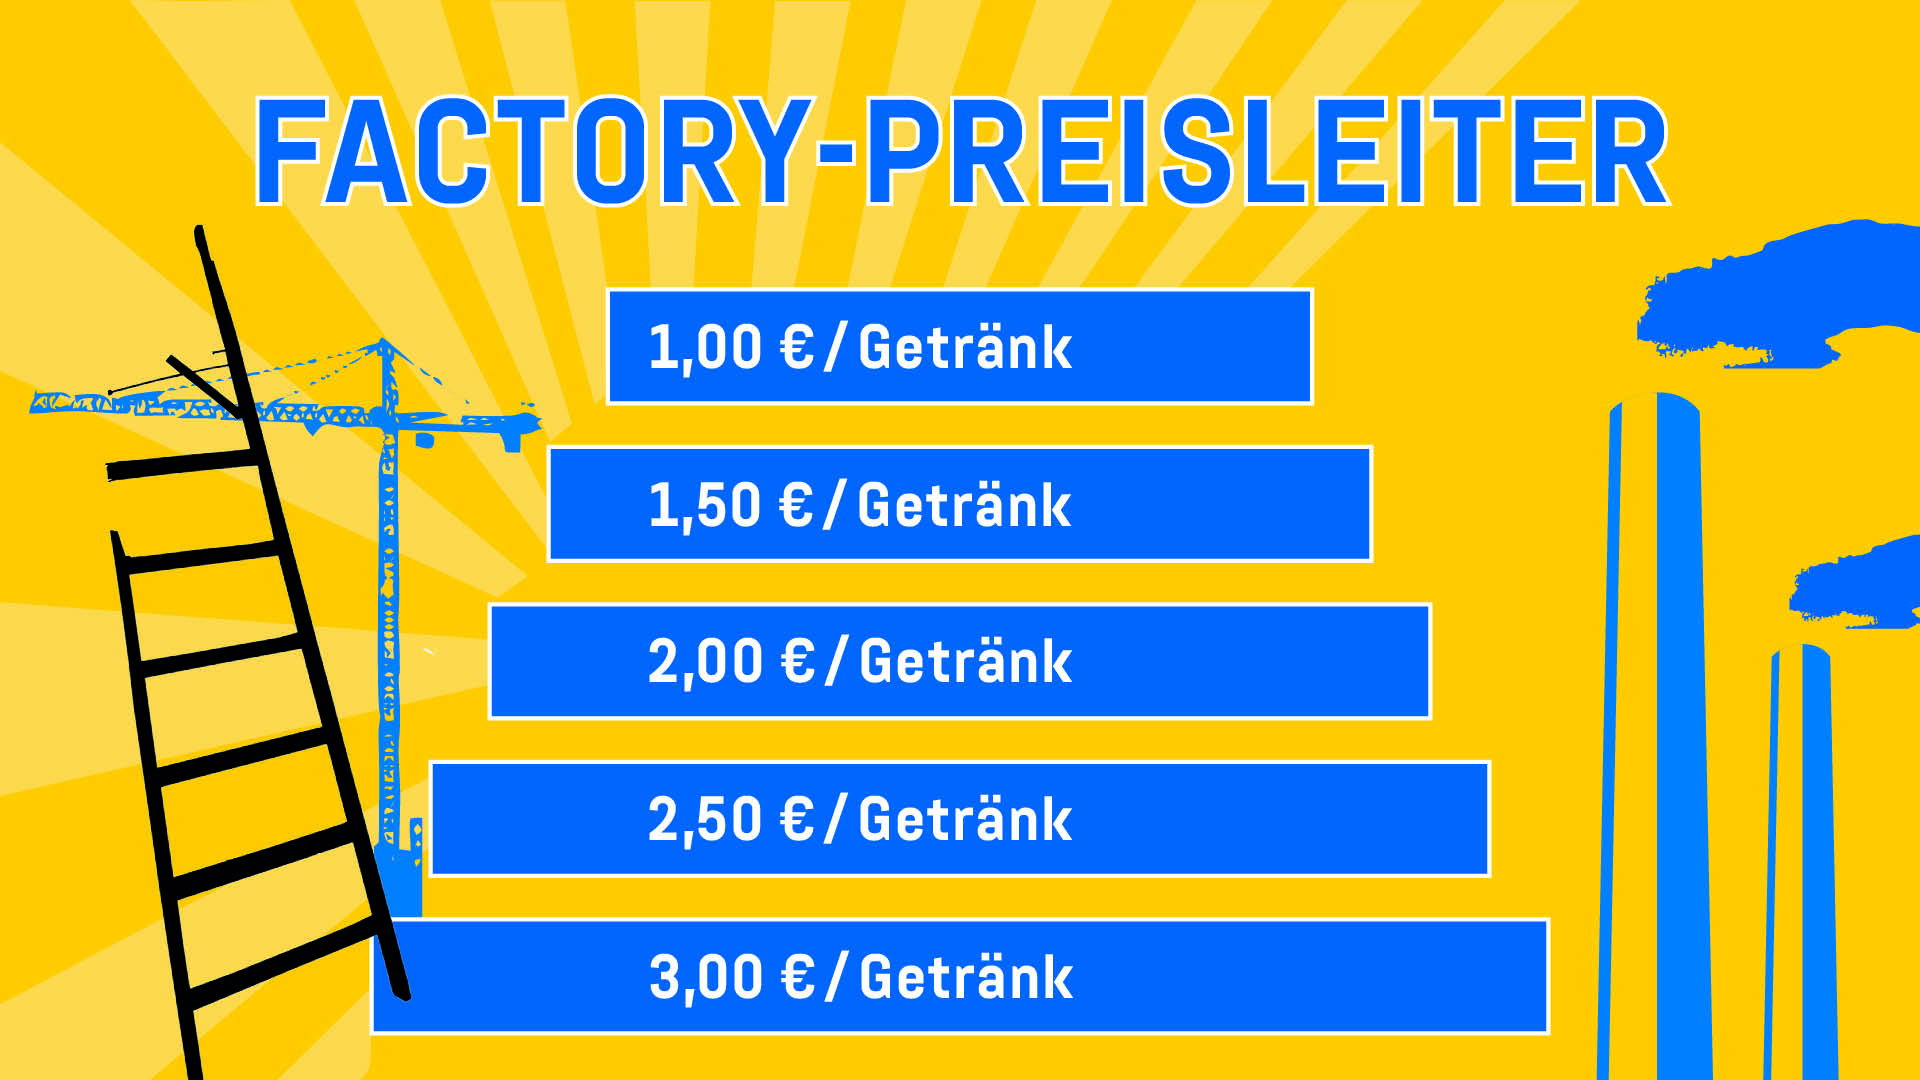 FACTORY-PREISLEITER
1,00 €/Getränk
1,50 €/Getränk
2,00 €/Getränk
2,50 €/Getränk
3,00 €/Getränk